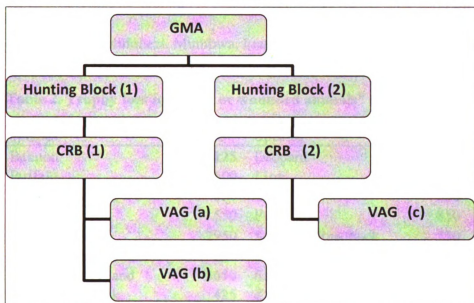 GMA
Hunting Block (1)
Hunting Block (2)
CRB (1)
CRB (2)
VAG (a)
VAG (c)
VAG (b)